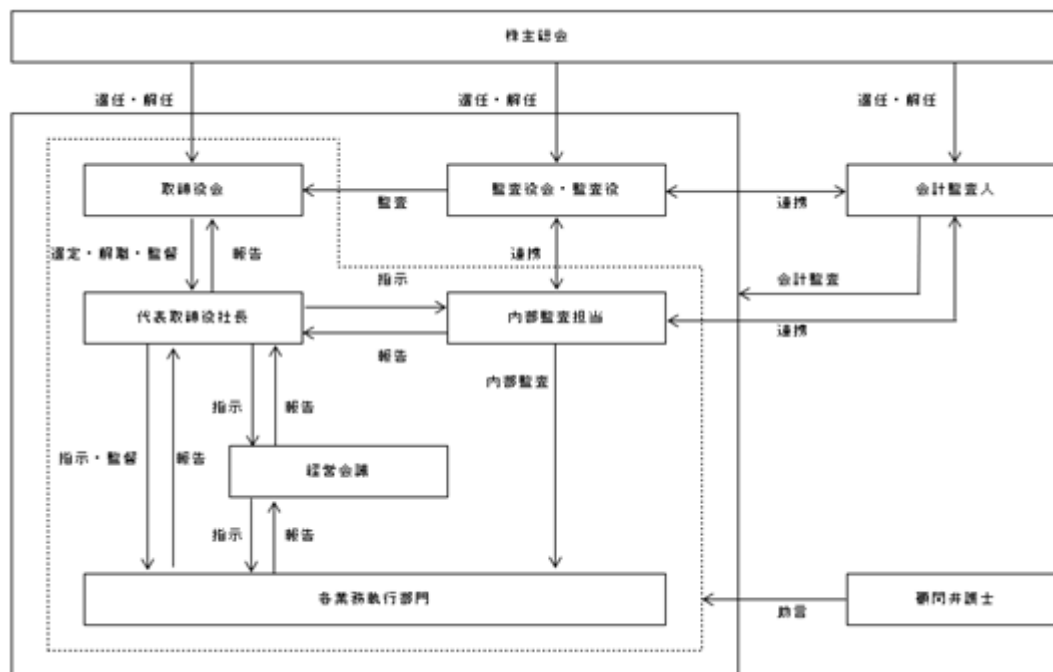 株主総会
選任・解任
選任・解任
選任・解任
取締役会
監査
監査役会・監査役
連携
会計監査人
選定・解職・監督
報告
連携
指示
会計監査
代表取締役社長
報告
内部監査担当
連携
内部監査
指示
報告
指示・監督
報告
経営会議
指示
報告
各業務執行部門
助言
顧問弁護士